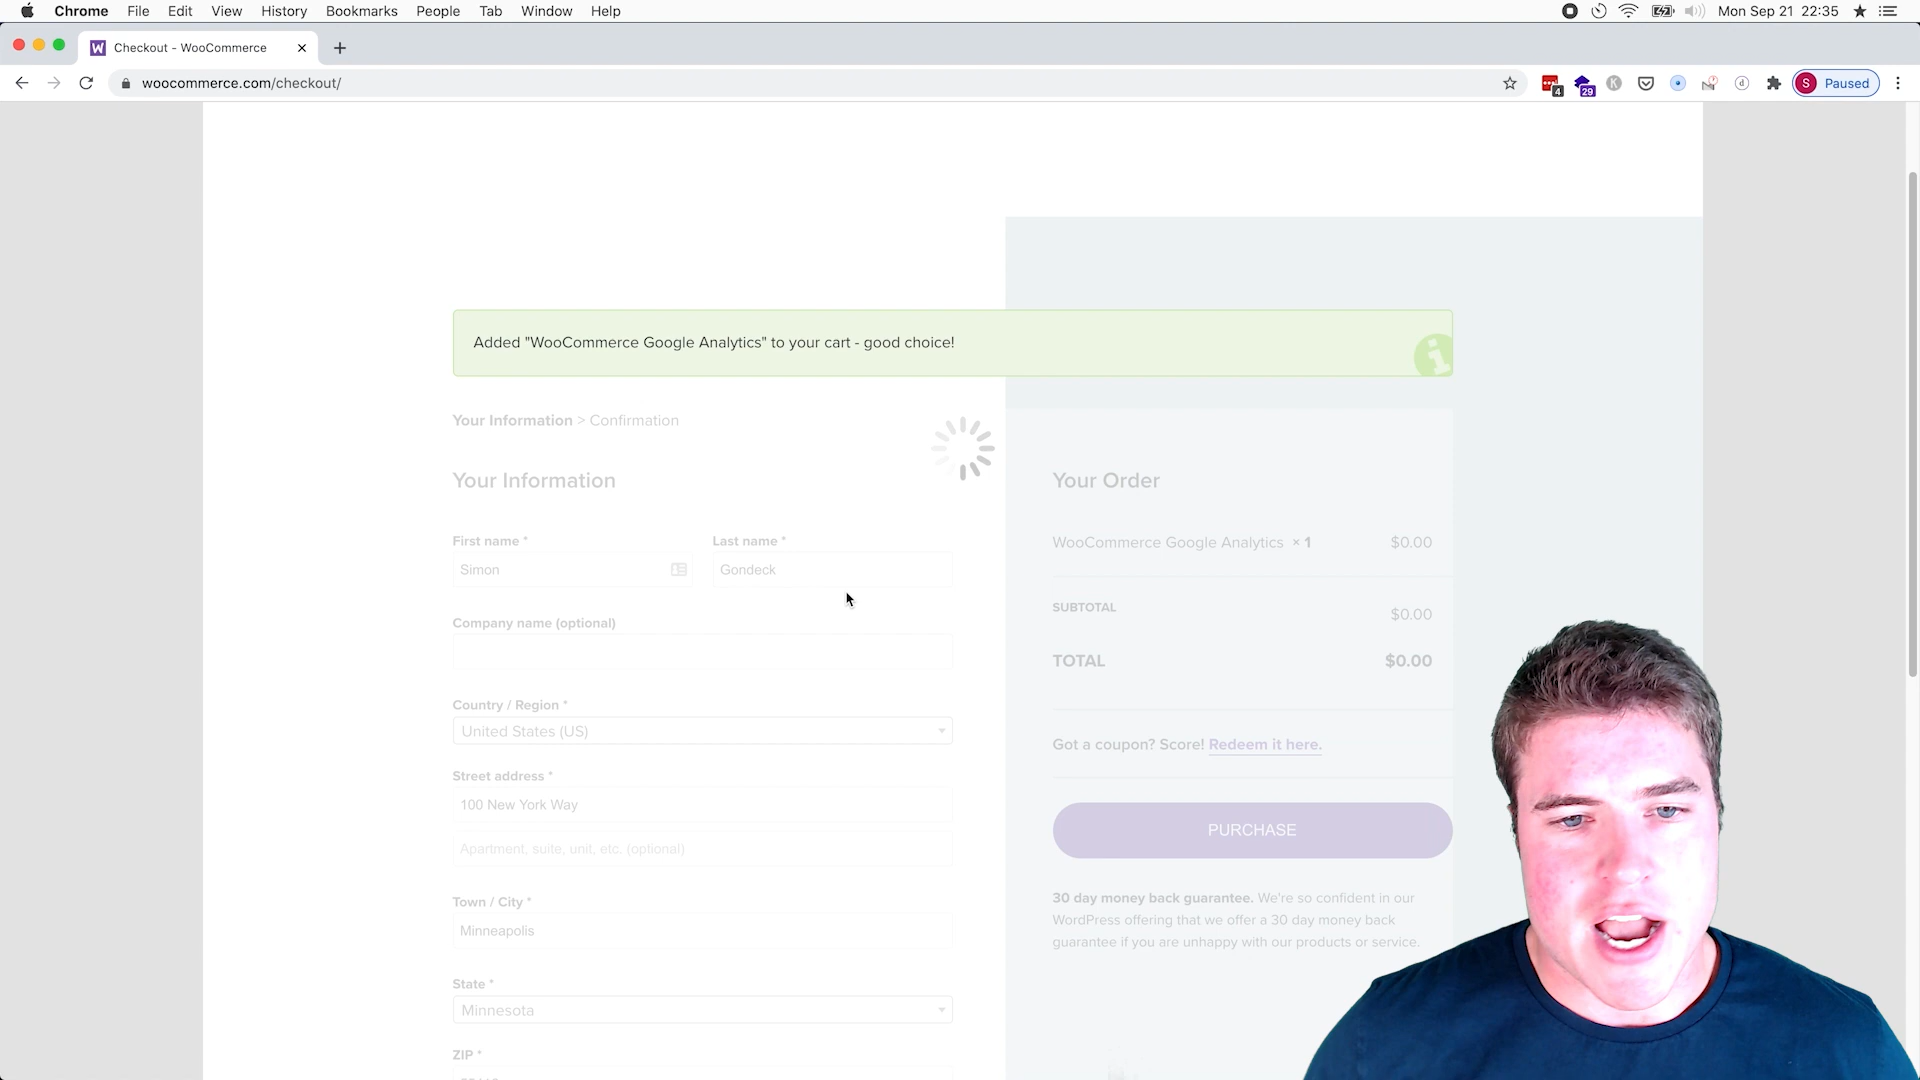 Chrome File Edit View History Bookmarks People Tab Window Help
Mon Sep 21 22:35
Checkout - WooCommerce
woocommerce.com/checkout/
4
29
S Paused
Added "WooCommerce Google Analytics" to your cart - good choice!
Your Information > Confirmation
Your Information
First name *
Last name *
Simon
Gondeck
Company name (optional)
Country / Region *
United States (US)
Street address *
100 New York Way
Apartment, suite, unit, etc. (optional)
Town / City *
Minneapolis
State *
Minnesota
ZIP *
Your Order
WooCommerce Google Analytics × 1 $0.00
SUBTOTAL $0.00
TOTAL $0.00
Got a coupon? Score! Redeem it here.
PURCHASE
30 day money back guarantee. We're so confident in our
WordPress offering that we offer a 30 day money back
guarantee if you are unhappy with our products or service.